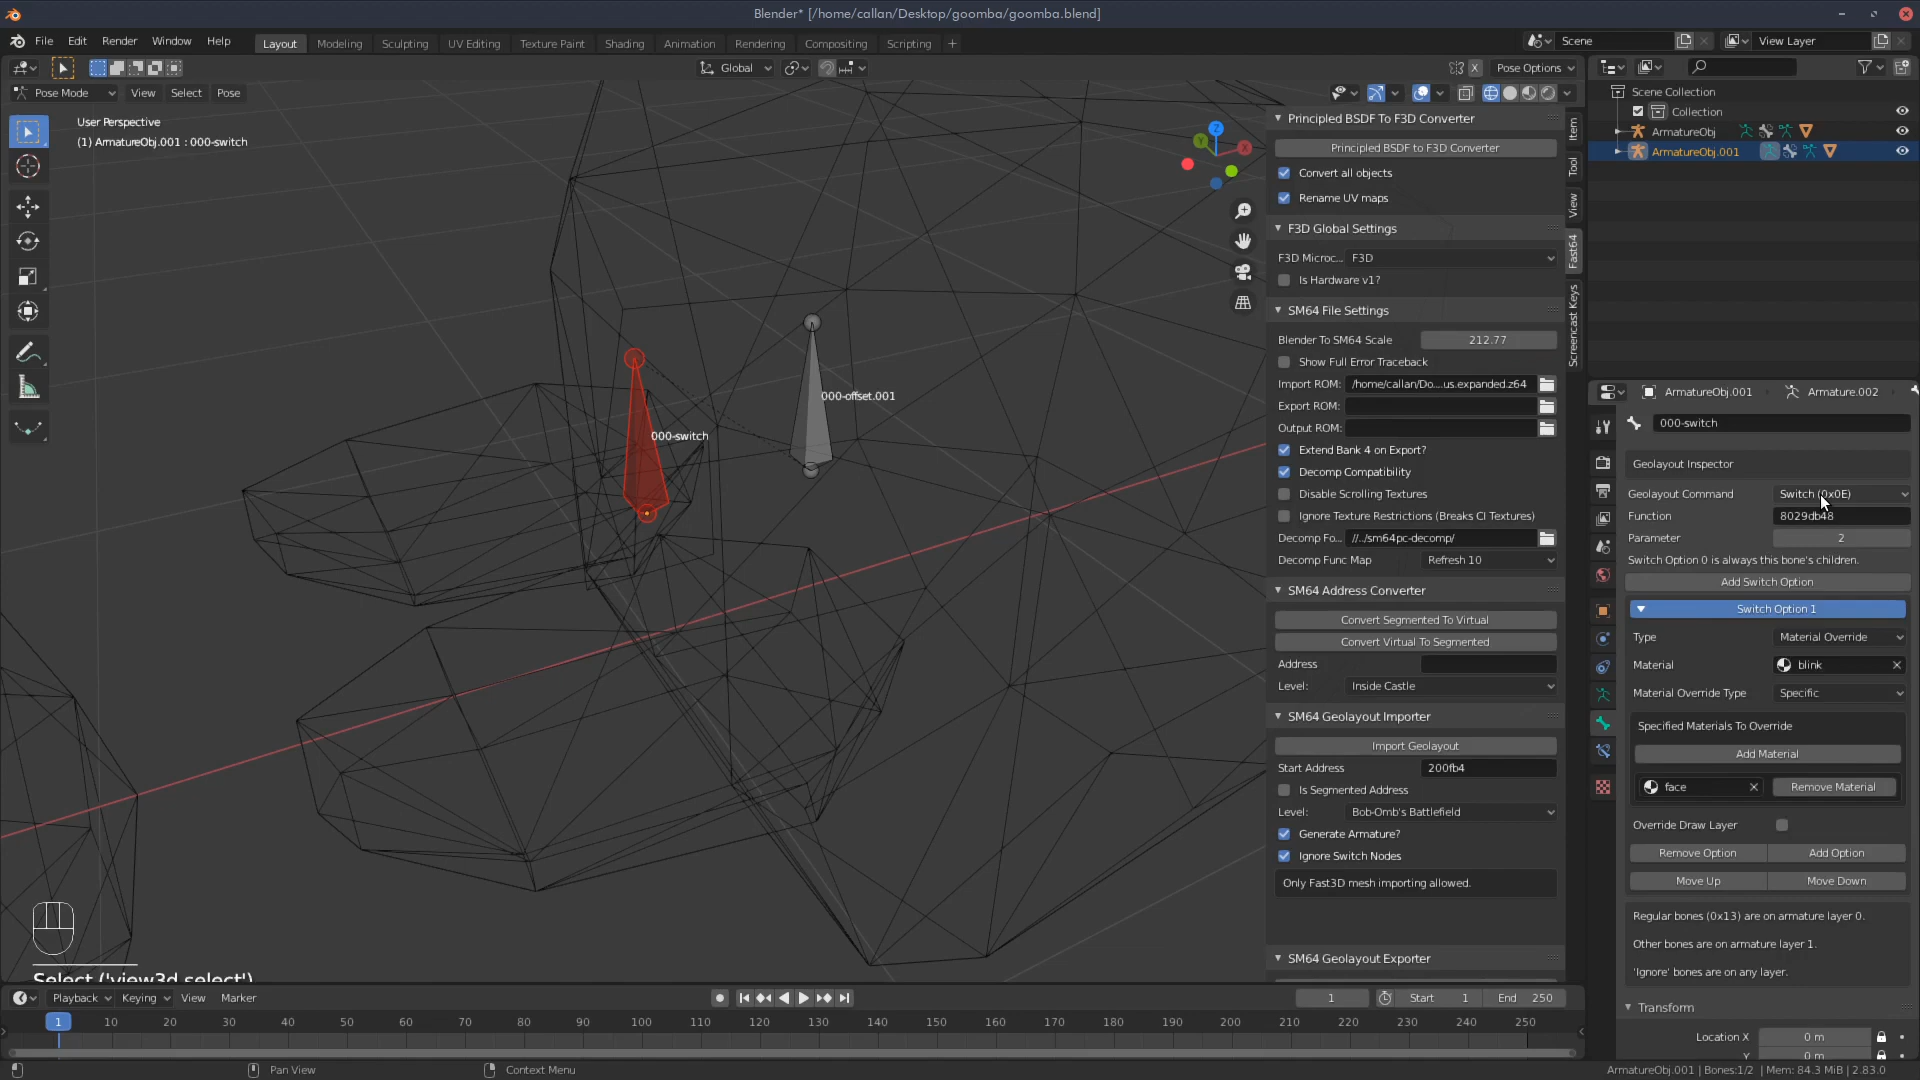 Blender* [/home/callan/Desktop/goomba/goomba.blend]
File Edit Render Window Help
Layout Modeling Sculpting UV Editing Texture Paint Shading Animation Rendering Compositing Scripting +
Scene
View Layer
Global
Pose Options
X
Pose Mode View Select Pose
User Perspective
(1) ArmatureObj.001 : 000-switch
000-switch
000-offset.001
Select ('view3d.select')
Item
Tool
View
Fast64
Screencast Keys
Principled BSDF To F3D Converter
Principled BSDF to F3D Converter
Convert all objects
Rename UV maps
F3D Global Settings
F3D Microc... F3D
Is Hardware v1?
SM64 File Settings
Blender To SM64 Scale 212.77
Show Full Error Traceback
Import ROM: /home/callan/Do....us.expanded.z64
Export ROM:
Output ROM:
Extend Bank 4 on Export?
Decomp Compatibility
Disable Scrolling Textures
Ignore Texture Restrictions (Breaks CI Textures)
Decomp Fo... //../sm64pc-decomp/
Decomp Func Map Refresh 10
SM64 Address Converter
Convert Segmented To Virtual
Convert Virtual To Segmented
Address
Level: Inside Castle
SM64 Geolayout Importer
Import Geolayout
Start Address 200fb4
Is Segmented Address
Level: Bob-Omb's Battlefield
Generate Armature?
Ignore Switch Nodes
Only Fast3D mesh importing allowed.
SM64 Geolayout Exporter
Scene Collection
Collection
ArmatureObj
ArmatureObj.001
ArmatureObj.001 Armature.002
000-switch
Geolayout Inspector
Geolayout Command Switch (0x0E)
Function 8029db48
Parameter 2
Switch Option 0 is always this bone's children.
Add Switch Option
Switch Option 1
Type Material Override
Material blink
Material Override Type Specific
Specified Materials To Override
Add Material
face Remove Material
Override Draw Layer
Remove Option Add Option
Move Up Move Down
Regular bones (0x13) are on armature layer 0.
Other bones are on armature layer 1.
'Ignore' bones are on any layer.
Transform
Location X 0 m
Y 0 m
Playback Keying View Marker
1 Start 1 End 250
1 10 20 30 40 50 60 70 80 90 100 110 120 130 140 150 160 170 180 190 200 210 220 230 240 250
Pan View
Context Menu
ArmatureObj.001 | Bones:1/2 | Mem: 84.3 MiB | 2.83.0